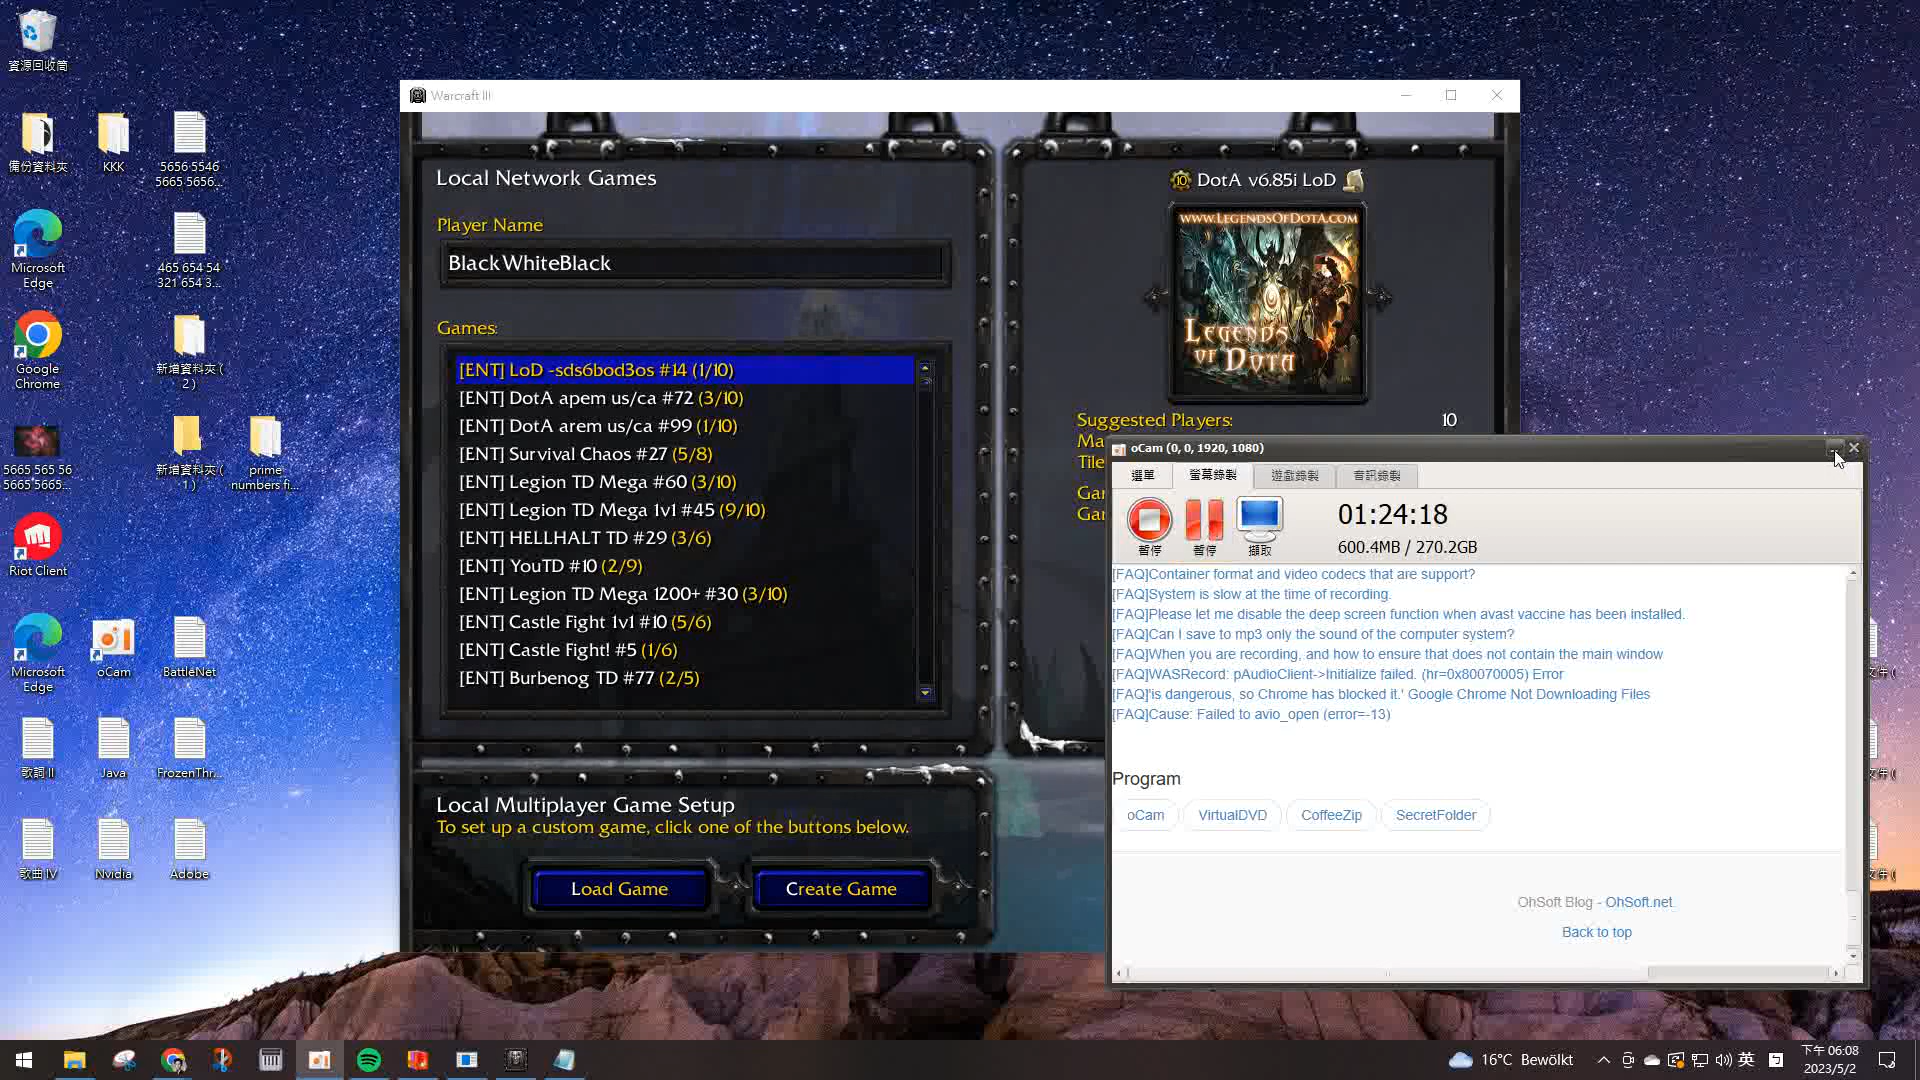 資源回收筒
備份資料夾
KKK
5656 5546
5665 5656...
Microsoft
Edge
465 654 54
321 654 3...
Google
Chrome
新增資料夾 (
2)
5665 565 56
5665 5665...
新增資料夾 (
1)
prime
numbers fi...
Riot Client
Microsoft
Edge
oCam
BattleNet
歌詞 II
Java
FrozenThr...
歌曲 IV
Nvidia
Adobe
Warcraft III
Local Network Games
Player Name
BlackWhiteBlack
Games:
[ENT] LoD -sds6bod3os #14 (1/10)
[ENT] DotA apem us/ca #72 (3/10)
[ENT] DotA arem us/ca #99 (1/10)
[ENT] Survival Chaos #27 (5/8)
[ENT] Legion TD Mega #60 (3/10)
[ENT] Legion TD Mega 1v1 #45 (9/10)
[ENT] HELLHALT TD #29 (3/6)
[ENT] YouTD #10 (2/9)
[ENT] Legion TD Mega 1200+ #30 (3/10)
[ENT] Castle Fight 1v1 #10 (5/6)
[ENT] Castle Fight! #5 (1/6)
[ENT] Burbenog TD #77 (2/5)
Local Multiplayer Game Setup
To set up a custom game, click one of the buttons below.
Load Game
Create Game
10 DotA v6.85i LoD
WWW.LEGENDSOFDOTA.COM
LEGENDS
OF DOTA
Suggested Players: 10
Ma
Tile
Gar
Gar
oCam (0, 0, 1920, 1080)
選單 螢幕錄製 遊戲錄製 音訊錄製
暫停 暫停 擷取
01:24:18
600.4MB / 270.2GB
[FAQ]Container format and video codecs that are support?
[FAQ]System is slow at the time of recording.
[FAQ]Please let me disable the deep screen function when avast vaccine has been installed.
[FAQ]Can I save to mp3 only the sound of the computer system?
[FAQ]When you are recording, and how to ensure that does not contain the main window
[FAQ]WASRecord: pAudioClient->Initialize failed. (hr=0x80070005) Error
[FAQ]'is dangerous, so Chrome has blocked it.' Google Chrome Not Downloading Files
[FAQ]Cause: Failed to avio_open (error=-13)
Program
oCam VirtualDVD CoffeeZip SecretFolder
OhSoft Blog - OhSoft.net.
Back to top
文件 (
文件 (
文件 (
16°C Bewölkt
英
下午 06:08
2023/5/2